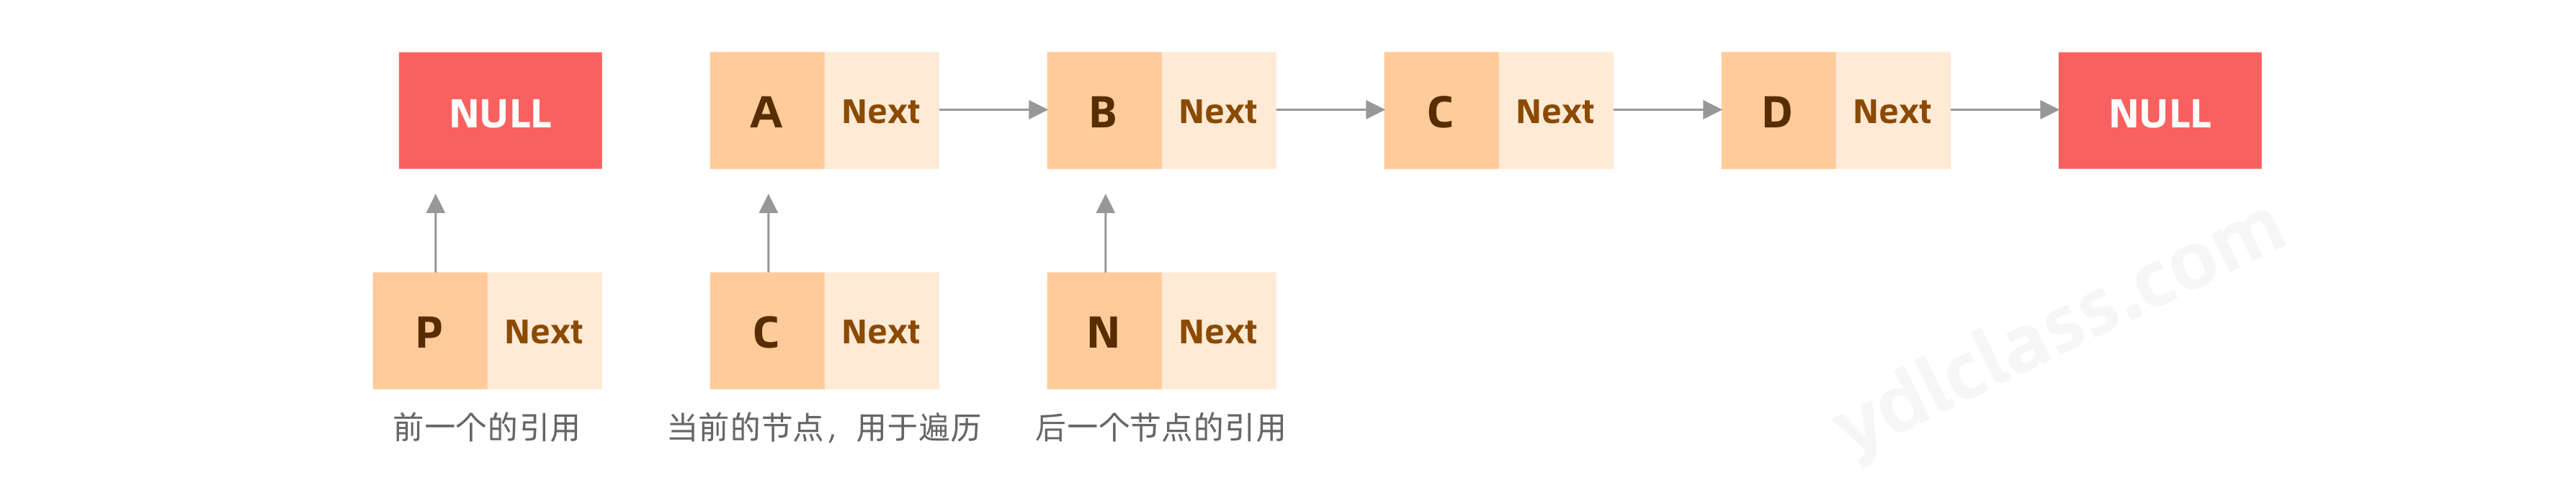 NULL A Next B Next C Next D Next NULL
P Next C Next N Next
前一个的引用 当前的节点，用于遍历 后一个节点的引用
ydlclass.com